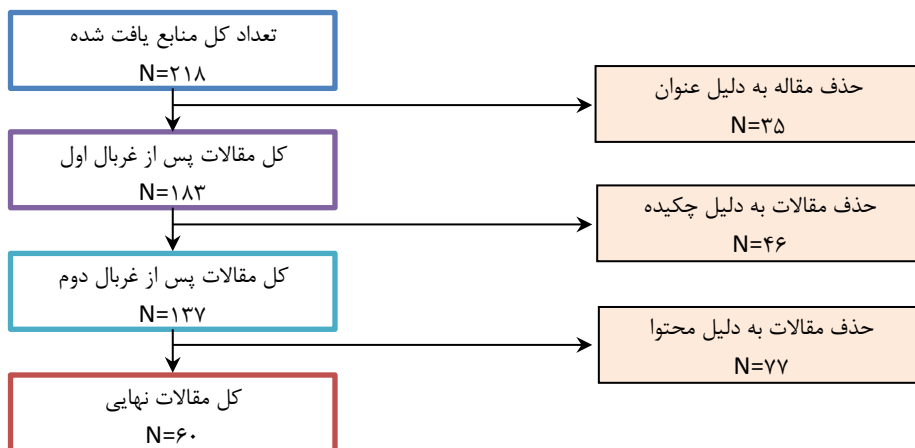 تعداد کل منابع یافت شده
N=۲۱۸
حذف مقاله به دلیل عنوان
N=۳۵
کل مقالات پس از غربال اول
N=۱۸۳
حذف مقالات به دلیل چکیده
N=۴۶
کل مقالات پس از غربال دوم
N=۱۳۷
حذف مقالات به دلیل محتوا
N=۷۷
کل مقالات نهایی
N=۶۰